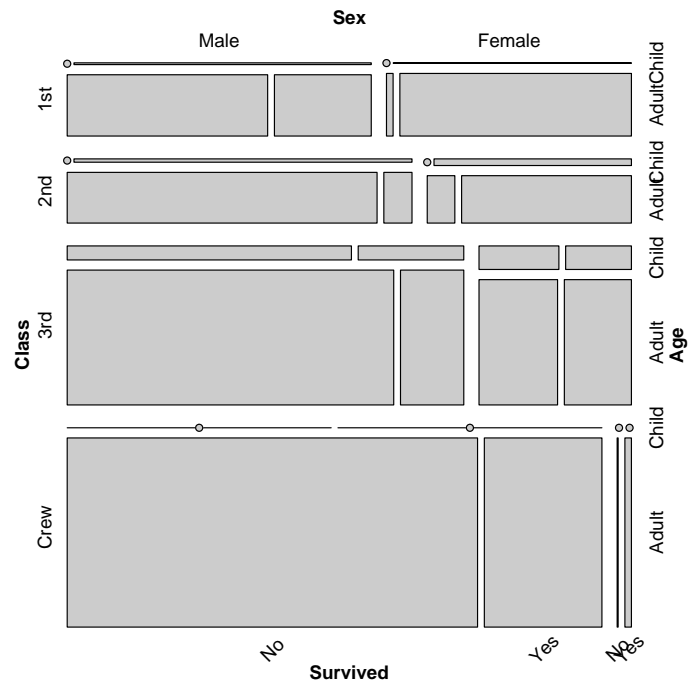 Sex
Male Female
1st
Child
Adult
2nd
Child
Adult
3rd
Child
Adult
Crew
Child
Adult
Class
Age
No Yes No Yes
Survived